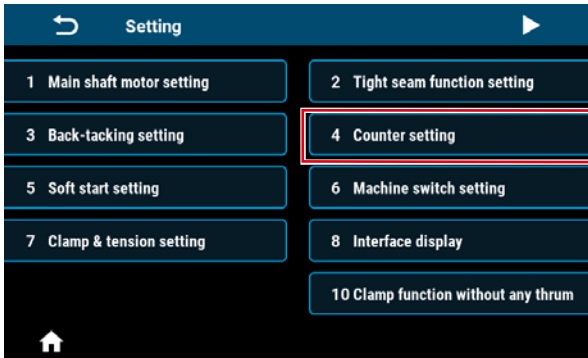 Setting
1 Main shaft motor setting
2 Tight seam function setting
3 Back-tacking setting
4 Counter setting
5 Soft start setting
6 Machine switch setting
7 Clamp & tension setting
8 Interface display
10 Clamp function without any thrum